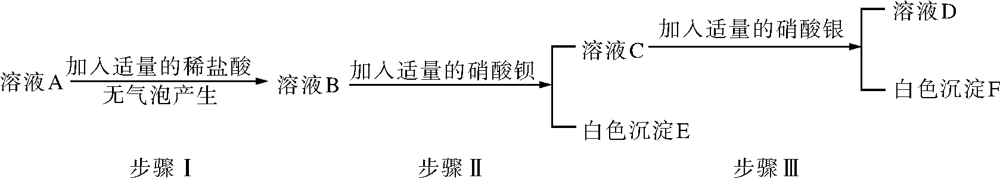 溶液A
加入适量的稀盐酸
无气泡产生
溶液B
加入适量的硝酸钡
溶液C
白色沉淀E
加入适量的硝酸银
溶液D
白色沉淀F
步骤Ⅰ
步骤Ⅱ
步骤Ⅲ